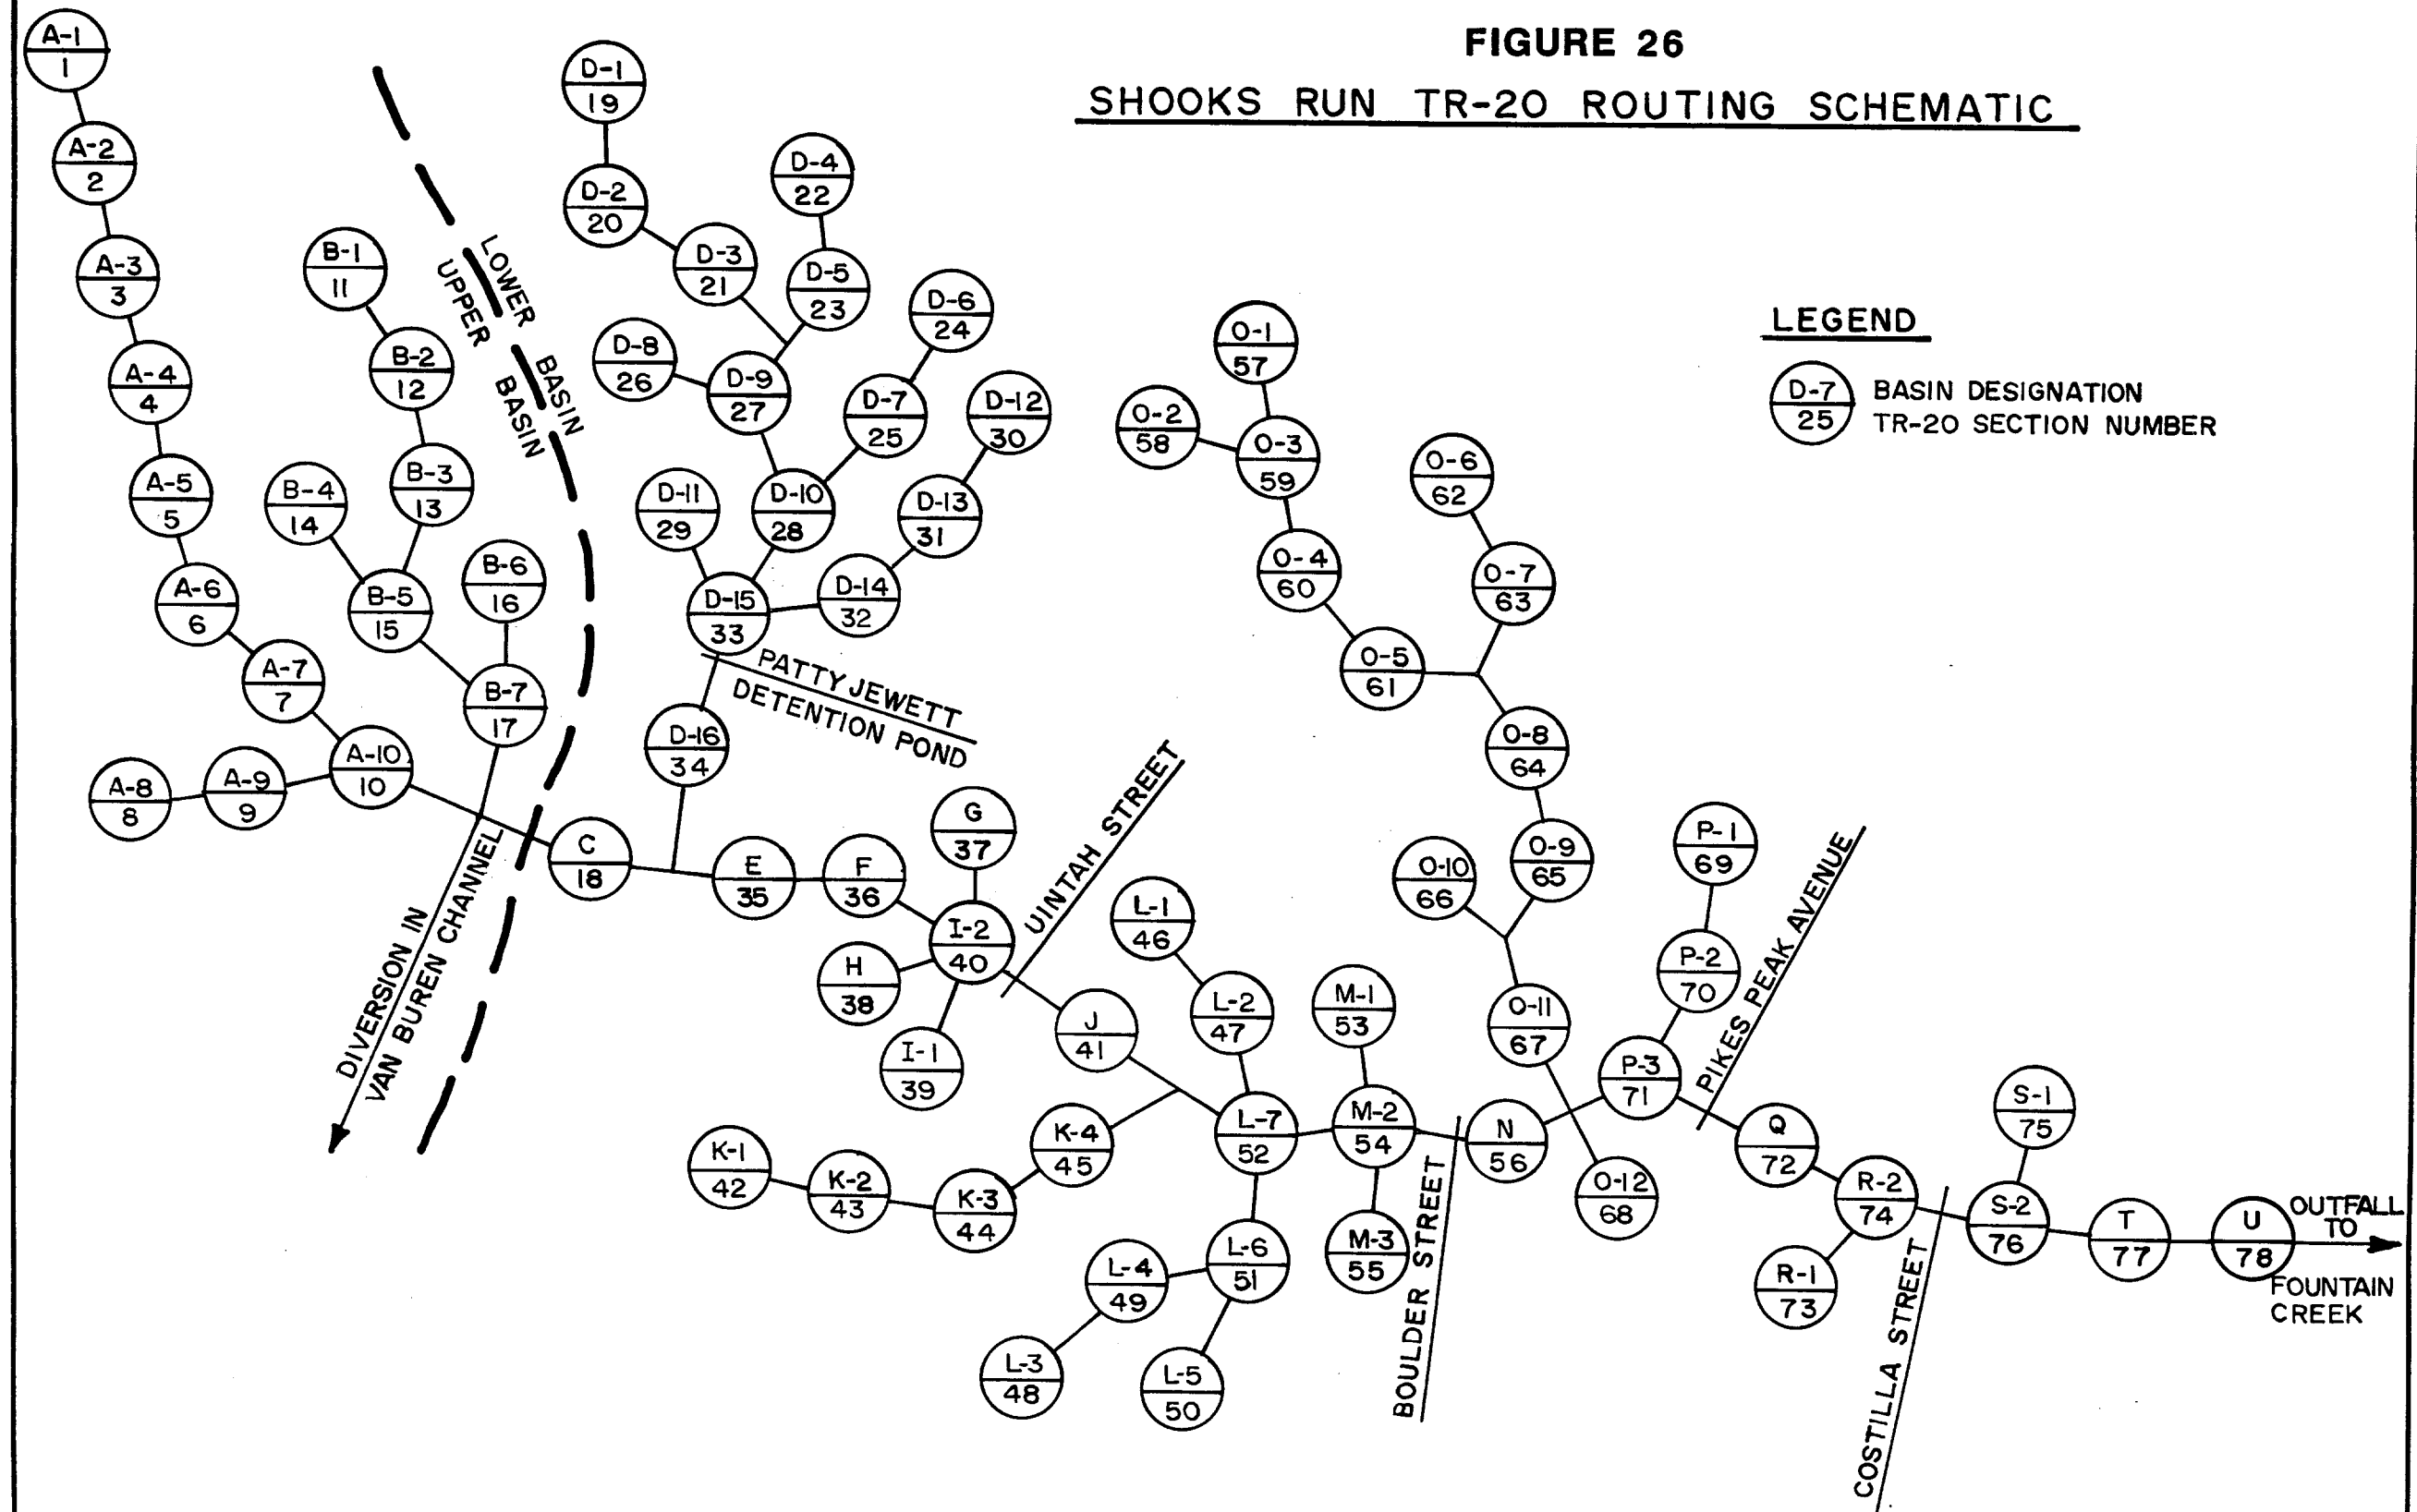 FIGURE 26
SHOOKS RUN TR-20 ROUTING SCHEMATIC
LEGEND
D-7
25
BASIN DESIGNATION
TR-20 SECTION NUMBER
A-1
1
A-2
2
A-3
3
A-4
4
A-5
5
A-6
6
A-7
7
A-8
8
A-9
9
A-10
10
B-1
11
B-2
12
B-3
13
B-4
14
B-5
15
B-6
16
B-7
17
LOWER BASIN
UPPER BASIN
DIVERSION IN
VAN BUREN CHANNEL
C
18
D-1
19
D-2
20
D-3
21
D-4
22
D-5
23
D-6
24
D-7
25
D-8
26
D-9
27
D-10
28
D-11
29
D-12
30
D-13
31
D-14
32
D-15
33
PATTY JEWETT
DETENTION POND
D-16
34
E
35
F
36
G
37
H
38
I-1
39
I-2
40
UINTAH STREET
J
41
K-1
42
K-2
43
K-3
44
K-4
45
L-1
46
L-2
47
L-3
48
L-4
49
L-5
50
L-6
51
L-7
52
M-1
53
M-2
54
M-3
55
BOULDER STREET
N
56
O-1
57
O-2
58
O-3
59
O-4
60
O-5
61
O-6
62
O-7
63
O-8
64
O-9
65
O-10
66
O-11
67
O-12
68
P-1
69
P-2
70
P-3
71
PIKES PEAK AVENUE
Q
72
R-1
73
R-2
74
COSTILLA STREET
S-1
75
S-2
76
T
77
U
78
OUTFALL
TO
FOUNTAIN
CREEK